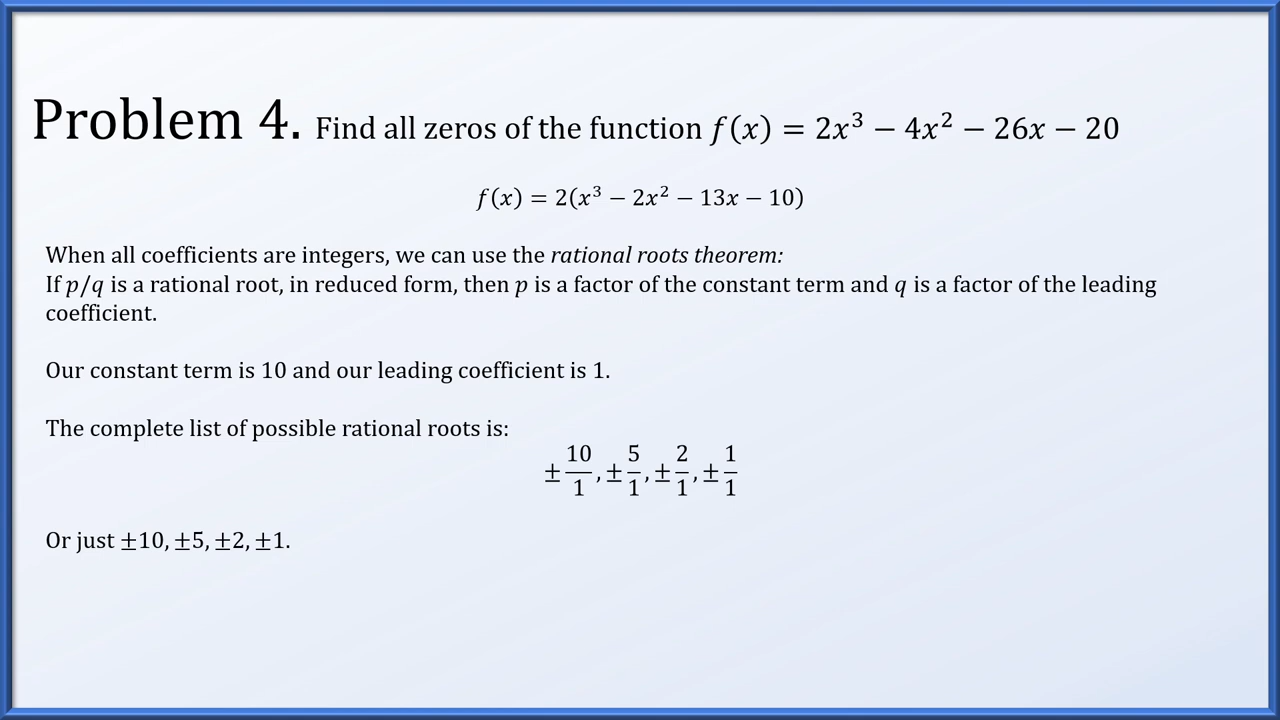 Problem 4. Find all zeros of the function f(x) = 2x³ − 4x² − 26x − 20
f(x) = 2(x³ − 2x² − 13x − 10)
When all coefficients are integers, we can use the rational roots theorem:
If p/q is a rational root, in reduced form, then p is a factor of the constant term and q is a factor of the leading
coefficient.
Our constant term is 10 and our leading coefficient is 1.
The complete list of possible rational roots is:
± 10/1, ± 5/1, ± 2/1, ± 1/1
Or just ±10, ±5, ±2, ±1.